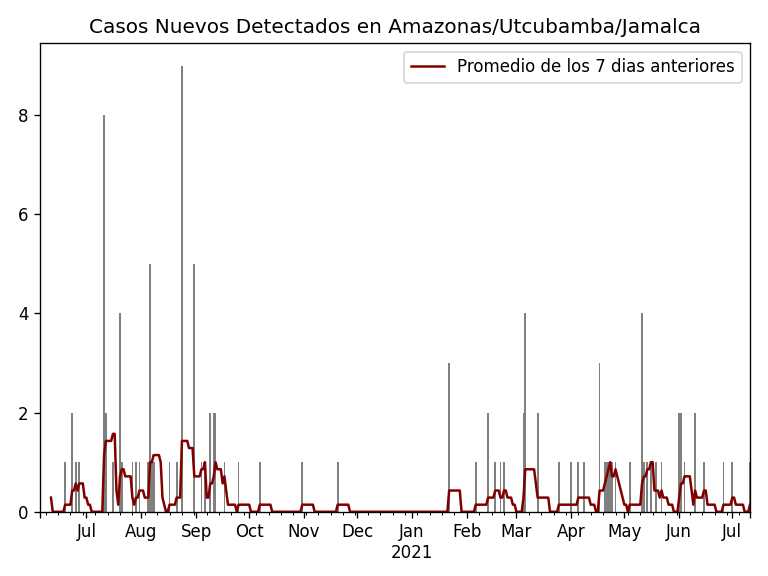 Casos Nuevos Detectados en Amazonas/Utcubamba/Jamalca
Promedio de los 7 dias anteriores
8
6
4
2
0
Jul Aug Sep Oct Nov Dec Jan Feb Mar Apr May Jun Jul
2021